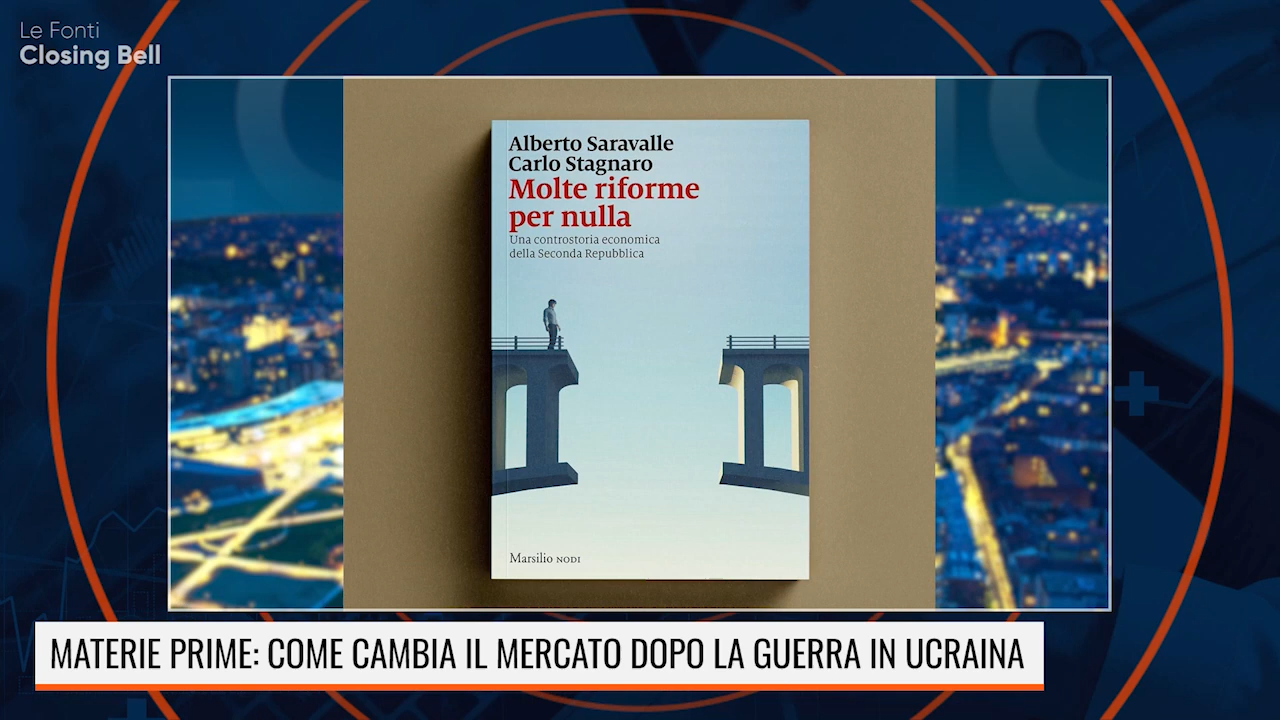 Le Fonti
Closing Bell
Alberto Saravalle
Carlo Stagnaro
Molte riforme
per nulla
Una controstoria economica
della Seconda Repubblica
Marsilio NODI
MATERIE PRIME: COME CAMBIA IL MERCATO DOPO LA GUERRA IN UCRAINA